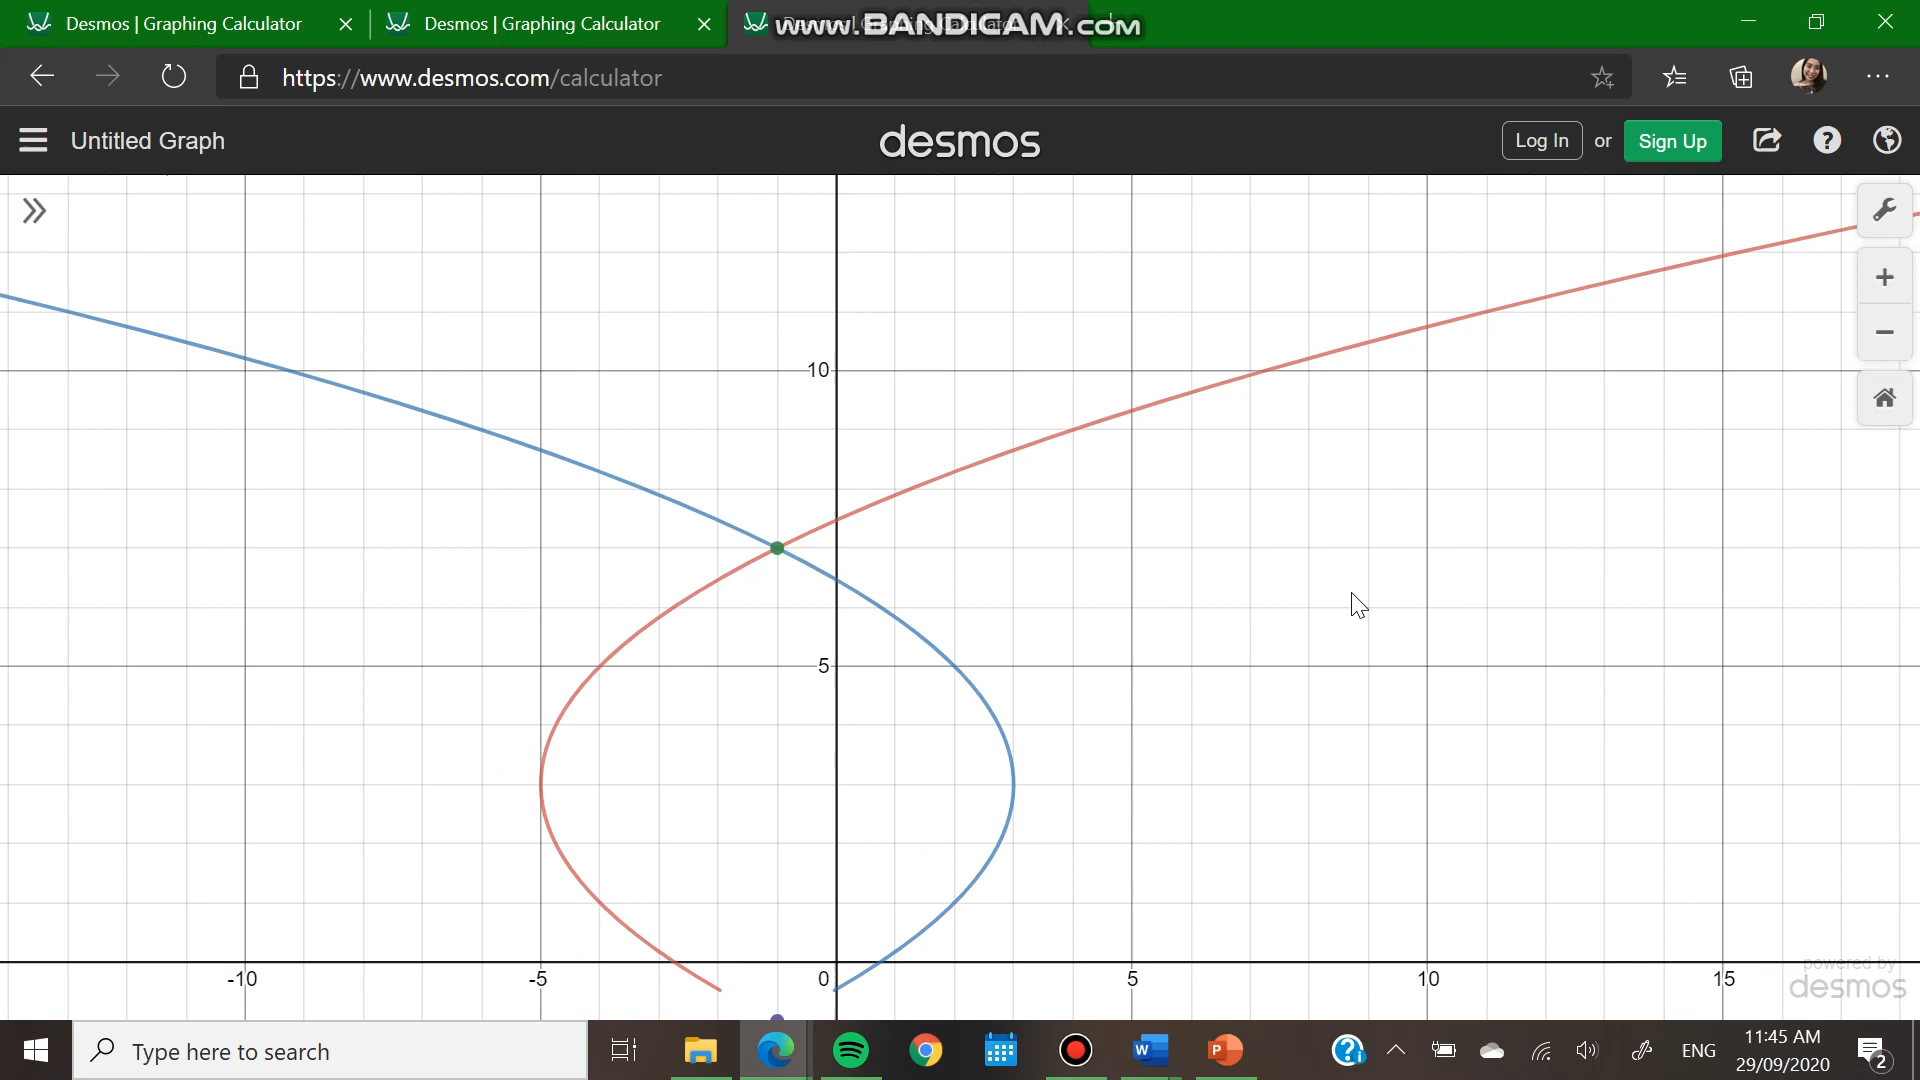 Desmos | Graphing Calculator
Desmos | Graphing Calculator
www.BANDICAM.com
https://www.desmos.com/calculator
Untitled Graph
desmos
Log In or Sign Up
10
5
-10 -5 0 5 10 15
powered by
desmos
Type here to search
ENG
11:45 AM
29/09/2020
2